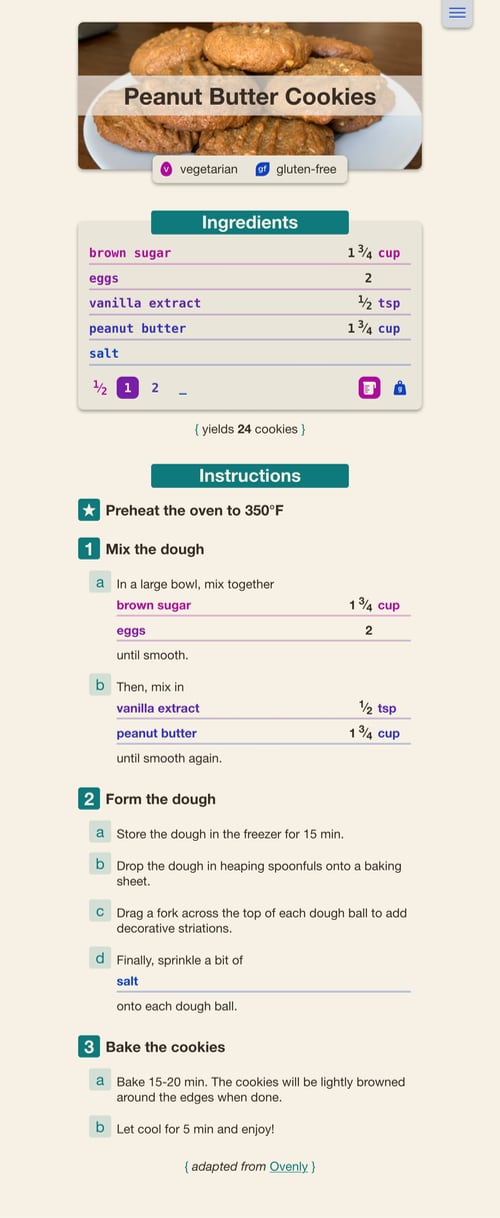 Peanut Butter Cookies
v vegetarian gf gluten-free
Ingredients
brown sugar 1 3/4 cup
eggs 2
vanilla extract 1/2 tsp
peanut butter 1 3/4 cup
salt
1/2 1 2 _ g
{ yields 24 cookies }
Instructions
★ Preheat the oven to 350°F
1 Mix the dough
a In a large bowl, mix together
brown sugar 1 3/4 cup
eggs 2
until smooth.
b Then, mix in
vanilla extract 1/2 tsp
peanut butter 1 3/4 cup
until smooth again.
2 Form the dough
a Store the dough in the freezer for 15 min.
b Drop the dough in heaping spoonfuls onto a baking
sheet.
c Drag a fork across the top of each dough ball to add
decorative striations.
d Finally, sprinkle a bit of
salt
onto each dough ball.
3 Bake the cookies
a Bake 15-20 min. The cookies will be lightly browned
around the edges when done.
b Let cool for 5 min and enjoy!
{ adapted from Ovenly }